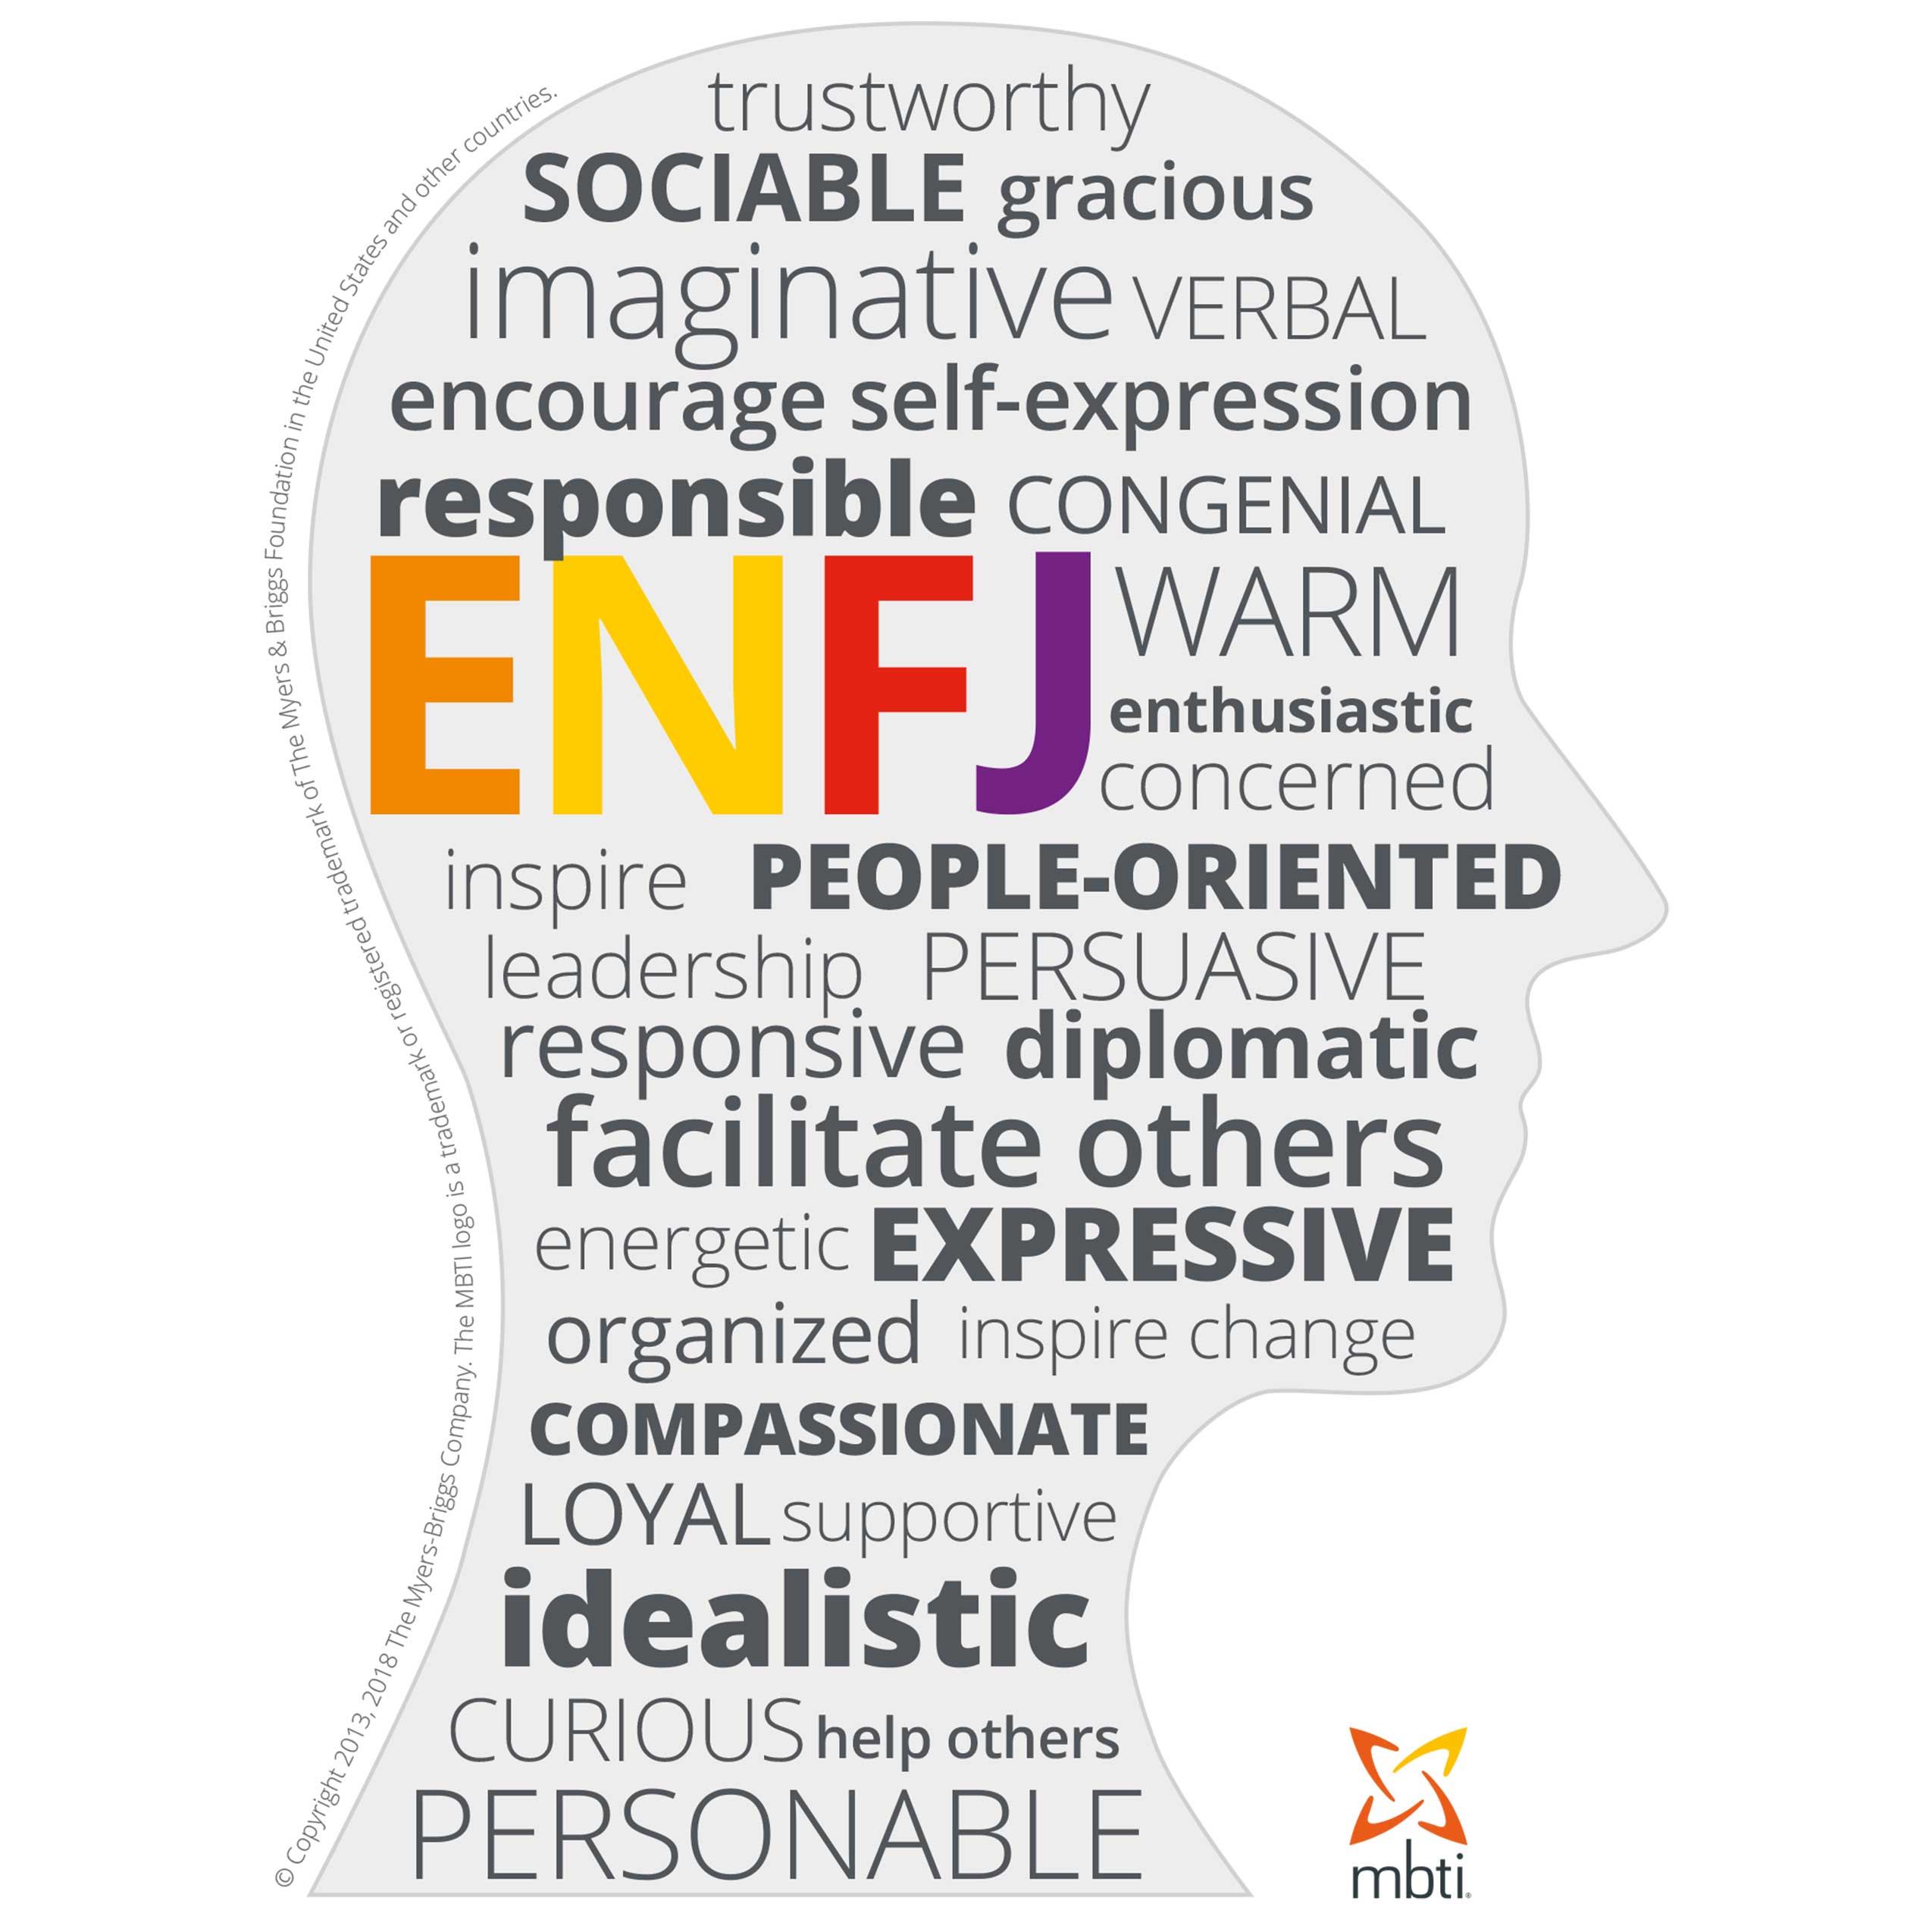 trustworthy
SOCIABLE gracious
imaginative VERBAL
encourage self-expression
responsible CONGENIAL
ENFJ WARM
enthusiastic
concerned
inspire PEOPLE-ORIENTED
leadership PERSUASIVE
responsive diplomatic
facilitate others
energetic EXPRESSIVE
organized inspire change
COMPASSIONATE
LOYAL supportive
idealistic
CURIOUS help others
PERSONABLE
© Copyright 2013, 2018 The Myers-Briggs Company. The MBTI logo is a trademark or registered trademark of The Myers & Briggs Foundation in the United States and other countries.
mbti®